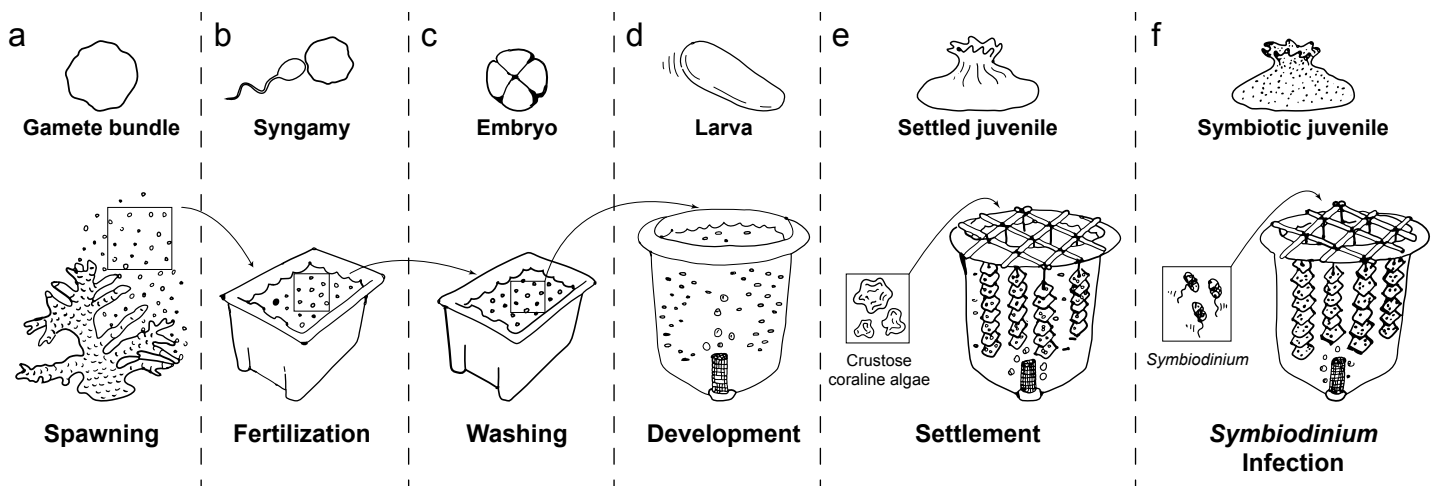 a
Gamete bundle
Spawning
b
Syngamy
Fertilization
c
Embryo
Washing
d
Larva
Development
e
Settled juvenile
Crustose
coraline algae
Settlement
f
Symbiotic juvenile
Symbiodinium
Symbiodinium
Infection